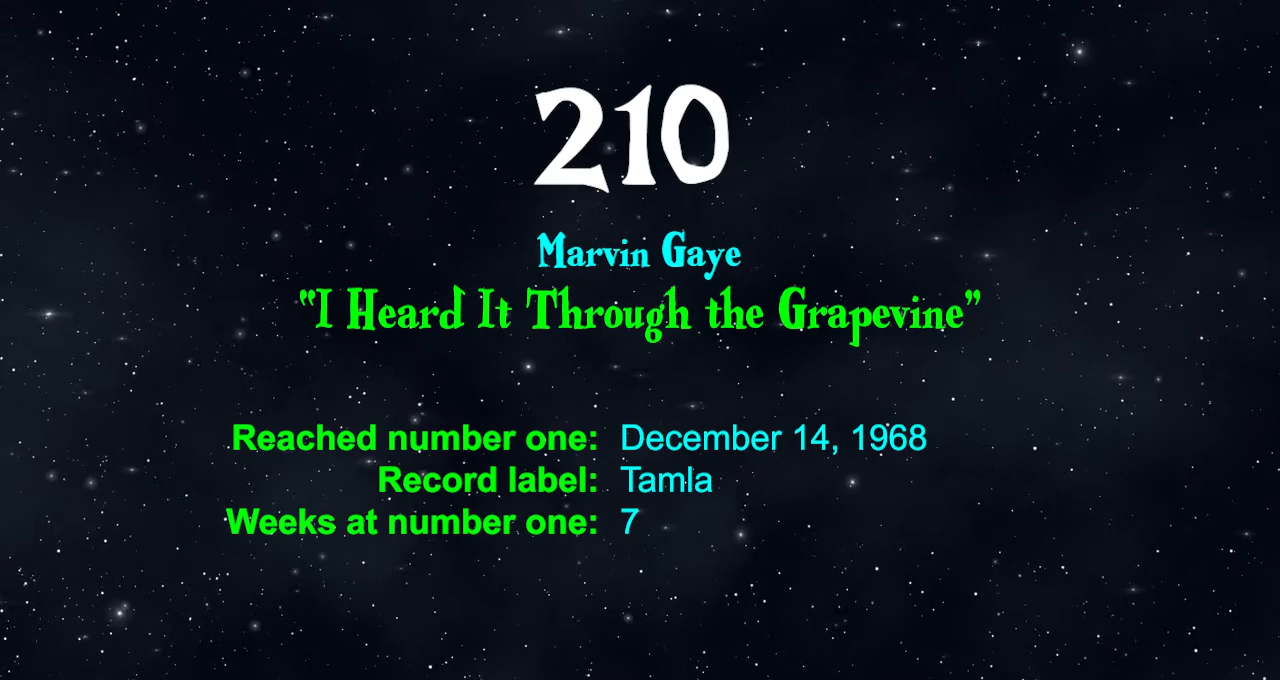 210
Marvin Gaye
“I Heard It Through the Grapevine”
Reached number one: December 14, 1968
Record label: Tamla
Weeks at number one: 7